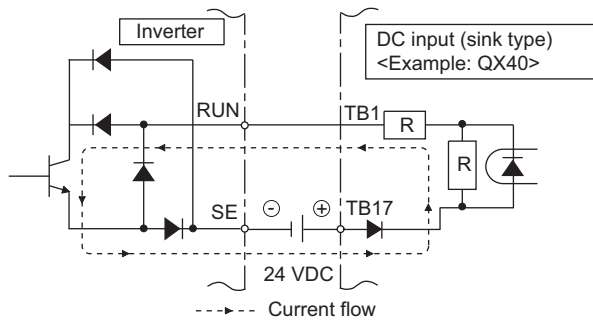 Inverter
DC input (sink type)
<Example: QX40>
RUN
TB1
R
R
SE
−
+
TB17
24 VDC
Current flow